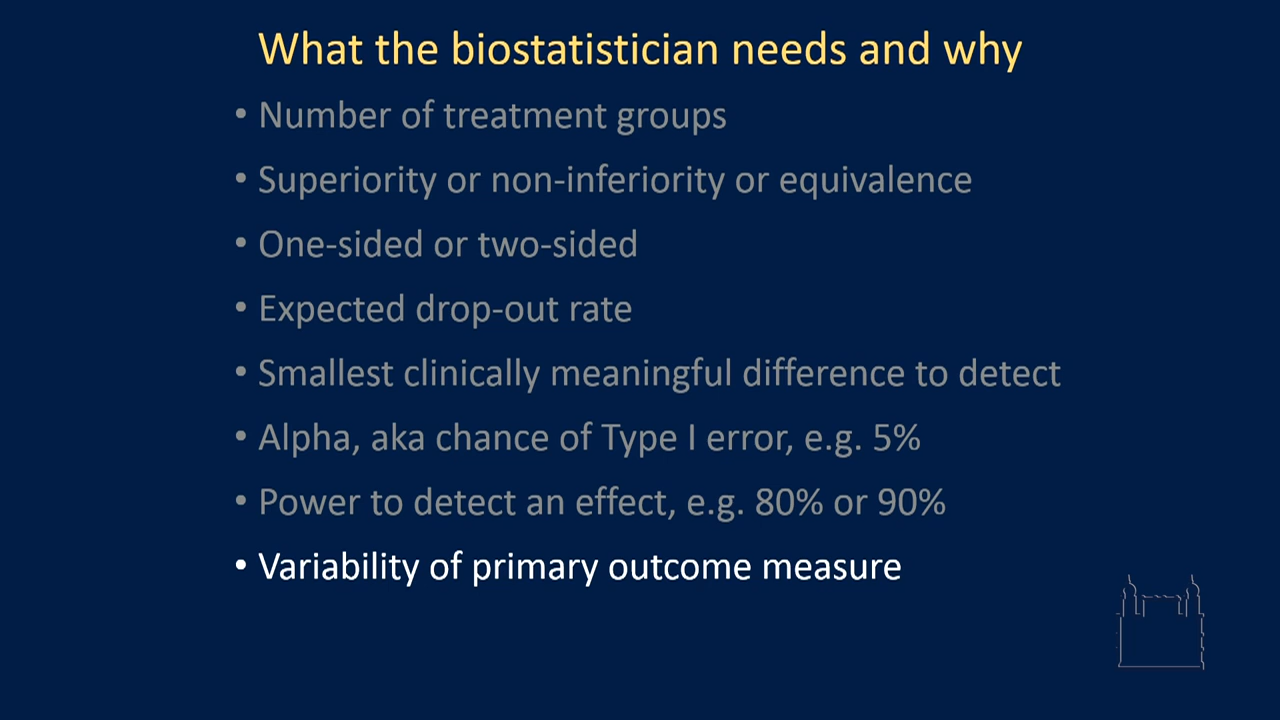 What the biostatistician needs and why
• Number of treatment groups
• Superiority or non-inferiority or equivalence
• One-sided or two-sided
• Expected drop-out rate
• Smallest clinically meaningful difference to detect
• Alpha, aka chance of Type I error, e.g. 5%
• Power to detect an effect, e.g. 80% or 90%
• Variability of primary outcome measure